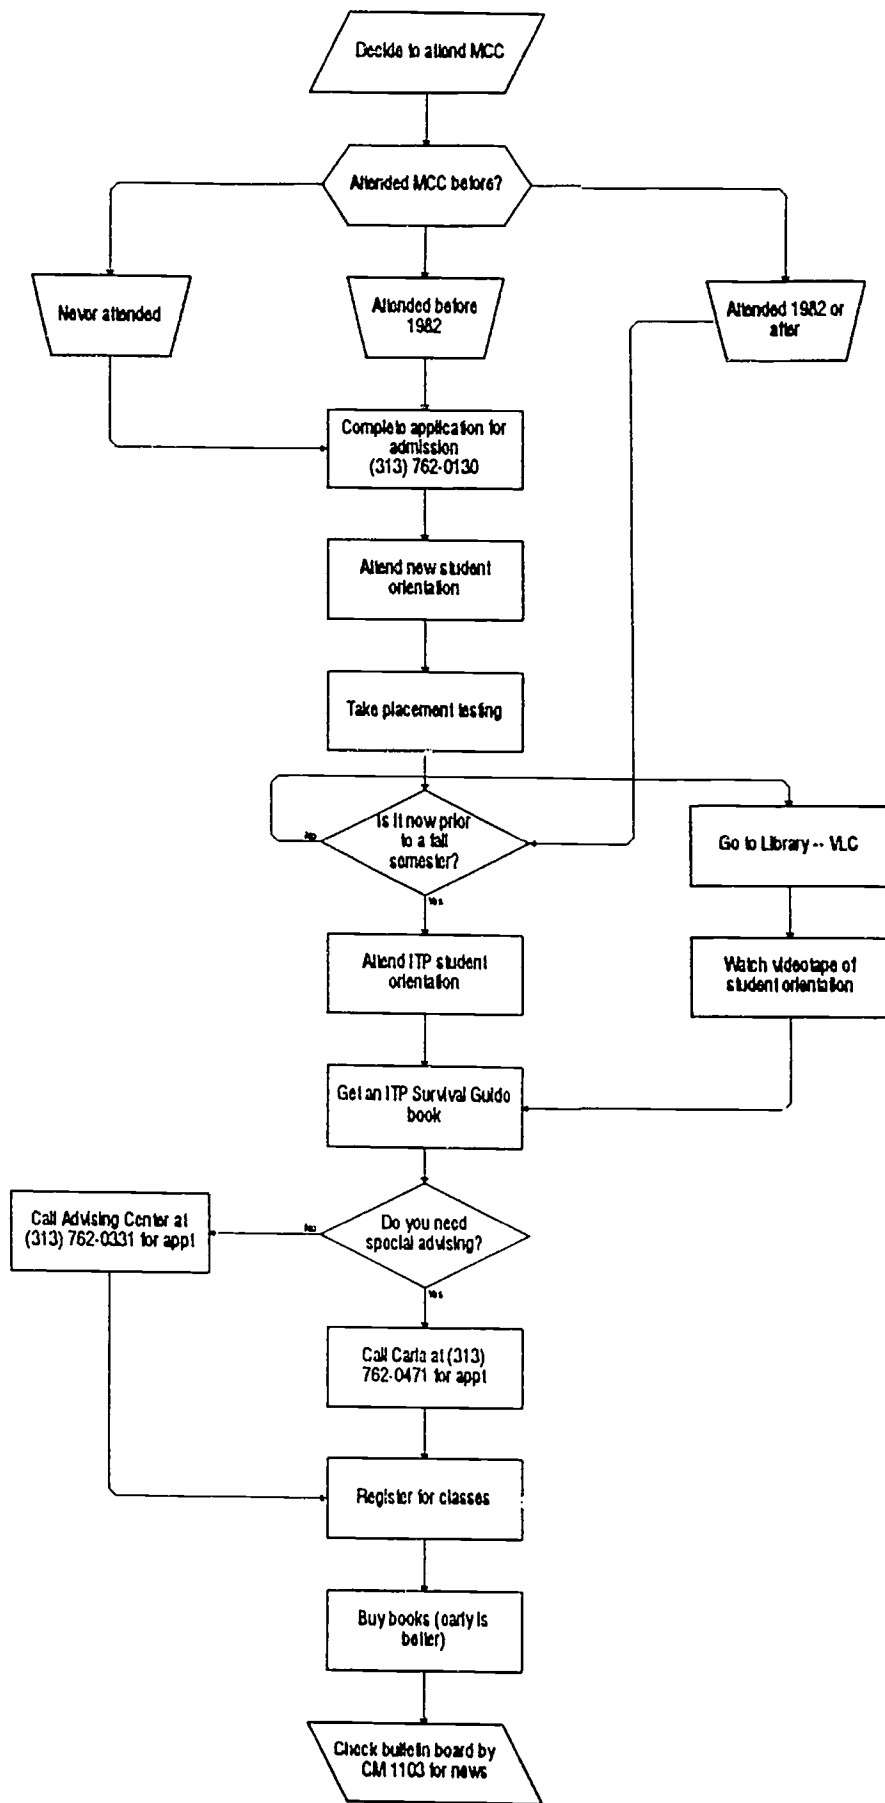 Decide to attend MCC
Attended MCC before?
Never attended
Attended before
1982
Attended 1982 or
after
Complete application for
admission
(313) 762-0130
Attend new student
orientation
Take placement testing
Is it now prior
to a fall
semester?
No
Yes
Go to Library -- VLC
Attend ITP student
orientation
Watch videotape of
student orientation
Get an ITP Survival Guide
book
Call Advising Center at
(313) 762-0331 for appt
No
Do you need
special advising?
Yes
Call Carla at (313)
762-0471 for appt
Register for classes
Buy books (early is
better)
Check bulletin board by
CM 1103 for news